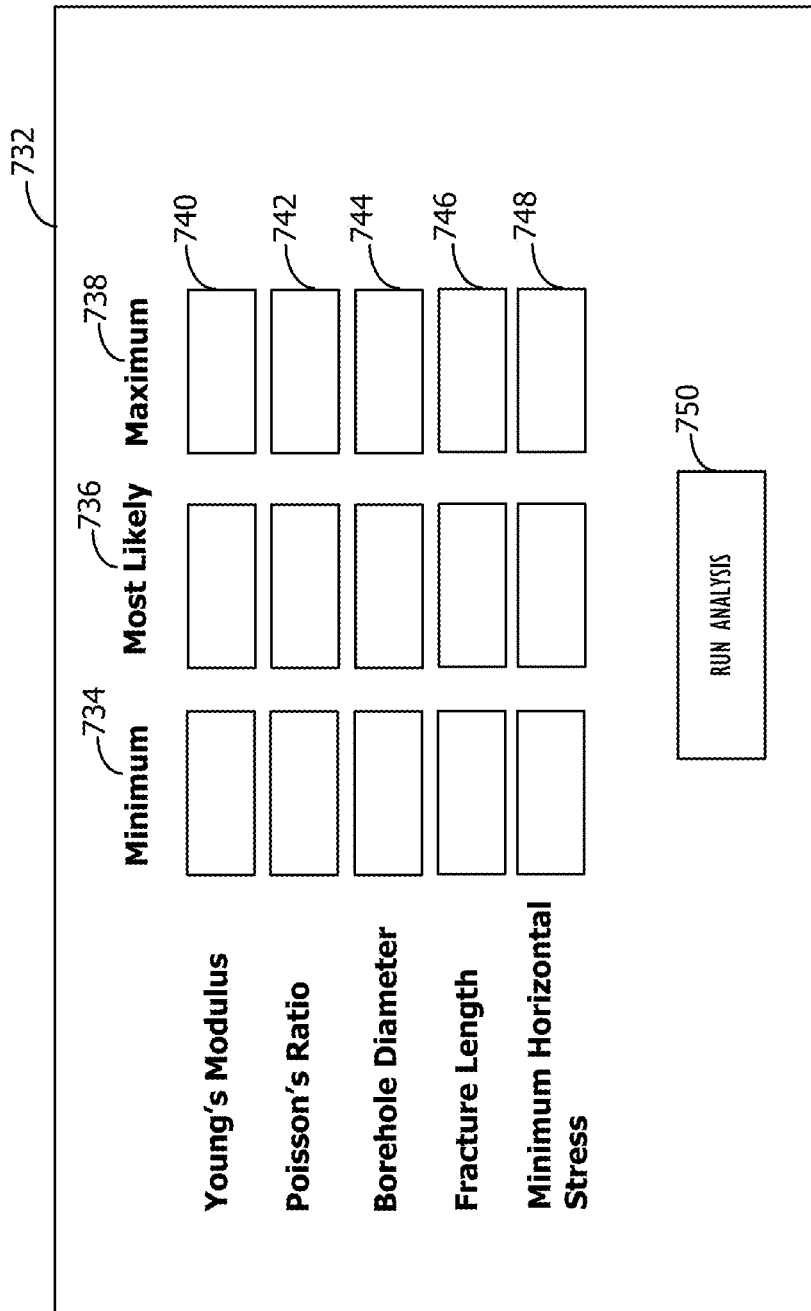 732
734 736 738
Minimum Most Likely Maximum
Young's Modulus 740
Poisson's Ratio 742
Borehole Diameter 744
Fracture Length 746
Minimum Horizontal 748
Stress
750
RUN ANALYSIS